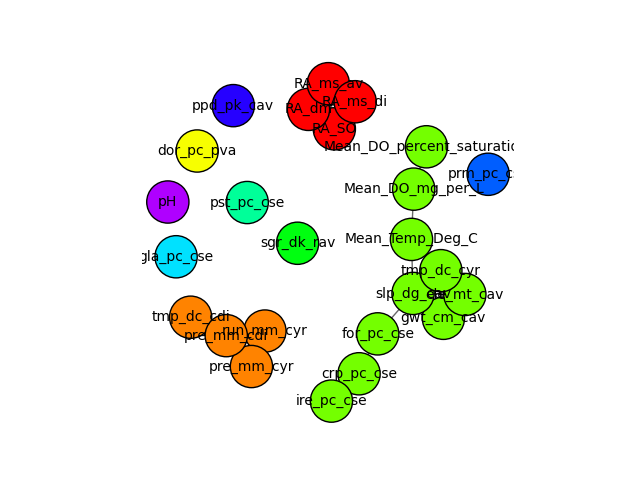 RA_ms_av
RA_ms_di
ppd_pk_cav
RA_dm
RA_SO
Mean_DO_percent_saturatio
dor_pc_pva
prm_pc_c
Mean_DO_mg_per_L
pH
pst_pc_cse
Mean_Temp_Deg_C
sgr_dk_rav
gla_pc_cse
tmp_dc_cyr
slp_dg_cav
mt_cav
tmp_dc_cdi
gwt_cm_cav
run_mm_cyr
pre_mm_cdi
for_pc_cse
pre_mm_cyr
crp_pc_cse
ire_pc_cse